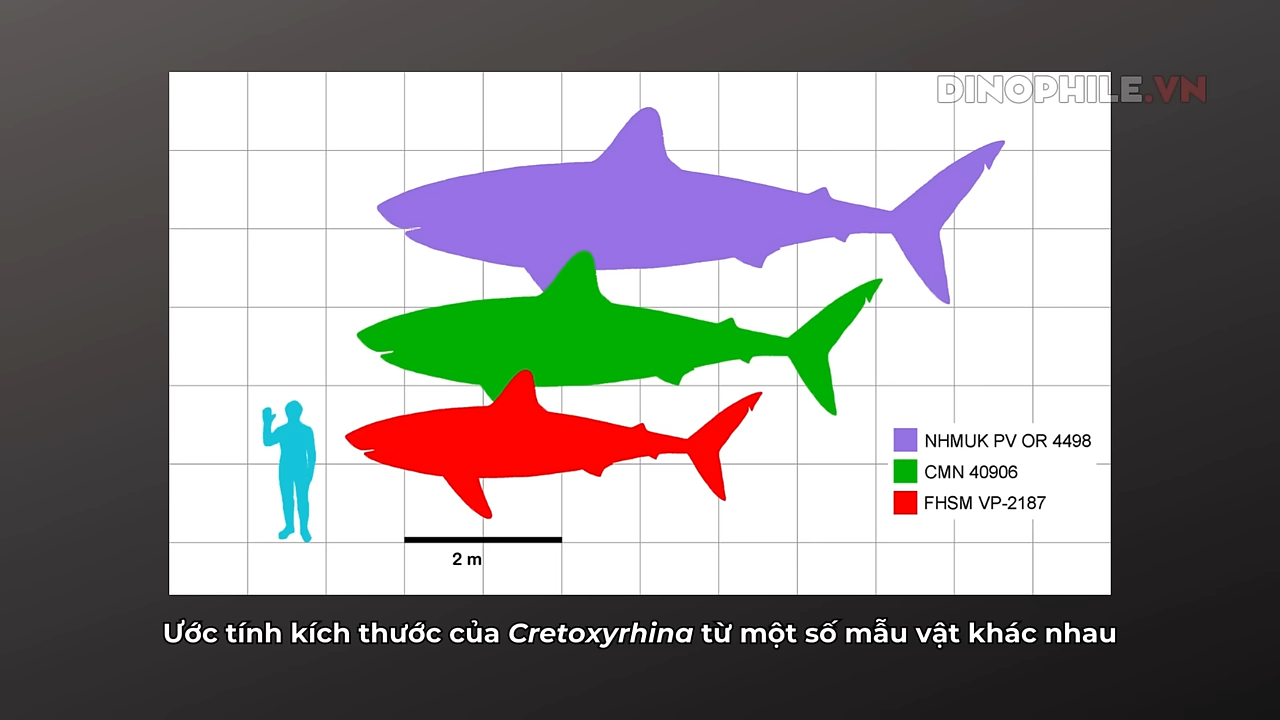 DINOPHILE.VN
NHMUK PV OR 4498
CMN 40906
FHSM VP-2187
2 m
Ước tính kích thước của Cretoxyrhina từ một số mẫu vật khác nhau